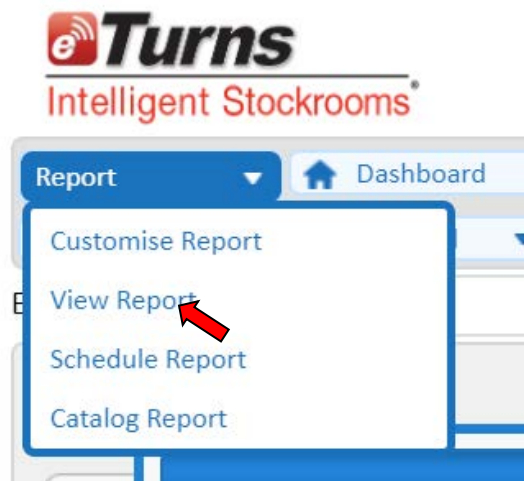 eTurns
Intelligent Stockrooms®
Report
Dashboard
Customise Report
View Report
Schedule Report
Catalog Report